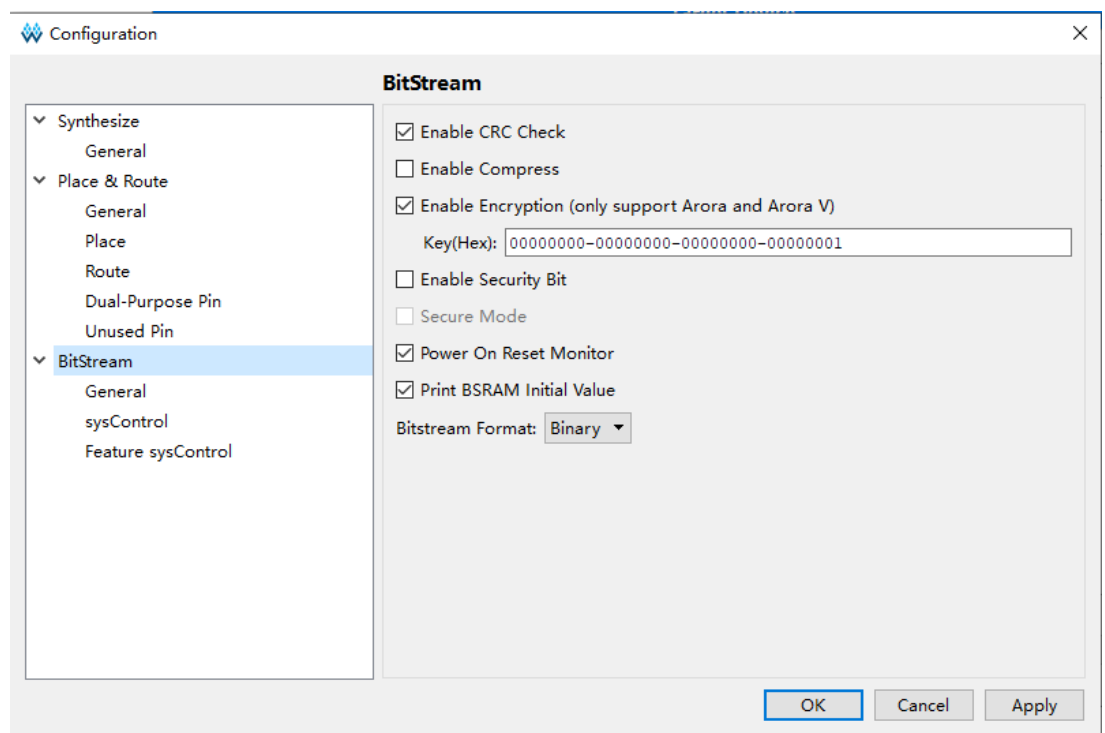 Configuration
BitStream
Synthesize
General
Place & Route
General
Place
Route
Dual-Purpose Pin
Unused Pin
BitStream
General
sysControl
Feature sysControl
Enable CRC Check
Enable Compress
Enable Encryption (only support Arora and Arora V)
Key(Hex): 00000000-00000000-00000000-00000001
Enable Security Bit
Secure Mode
Power On Reset Monitor
Print BSRAM Initial Value
Bitstream Format: Binary
OK Cancel Apply